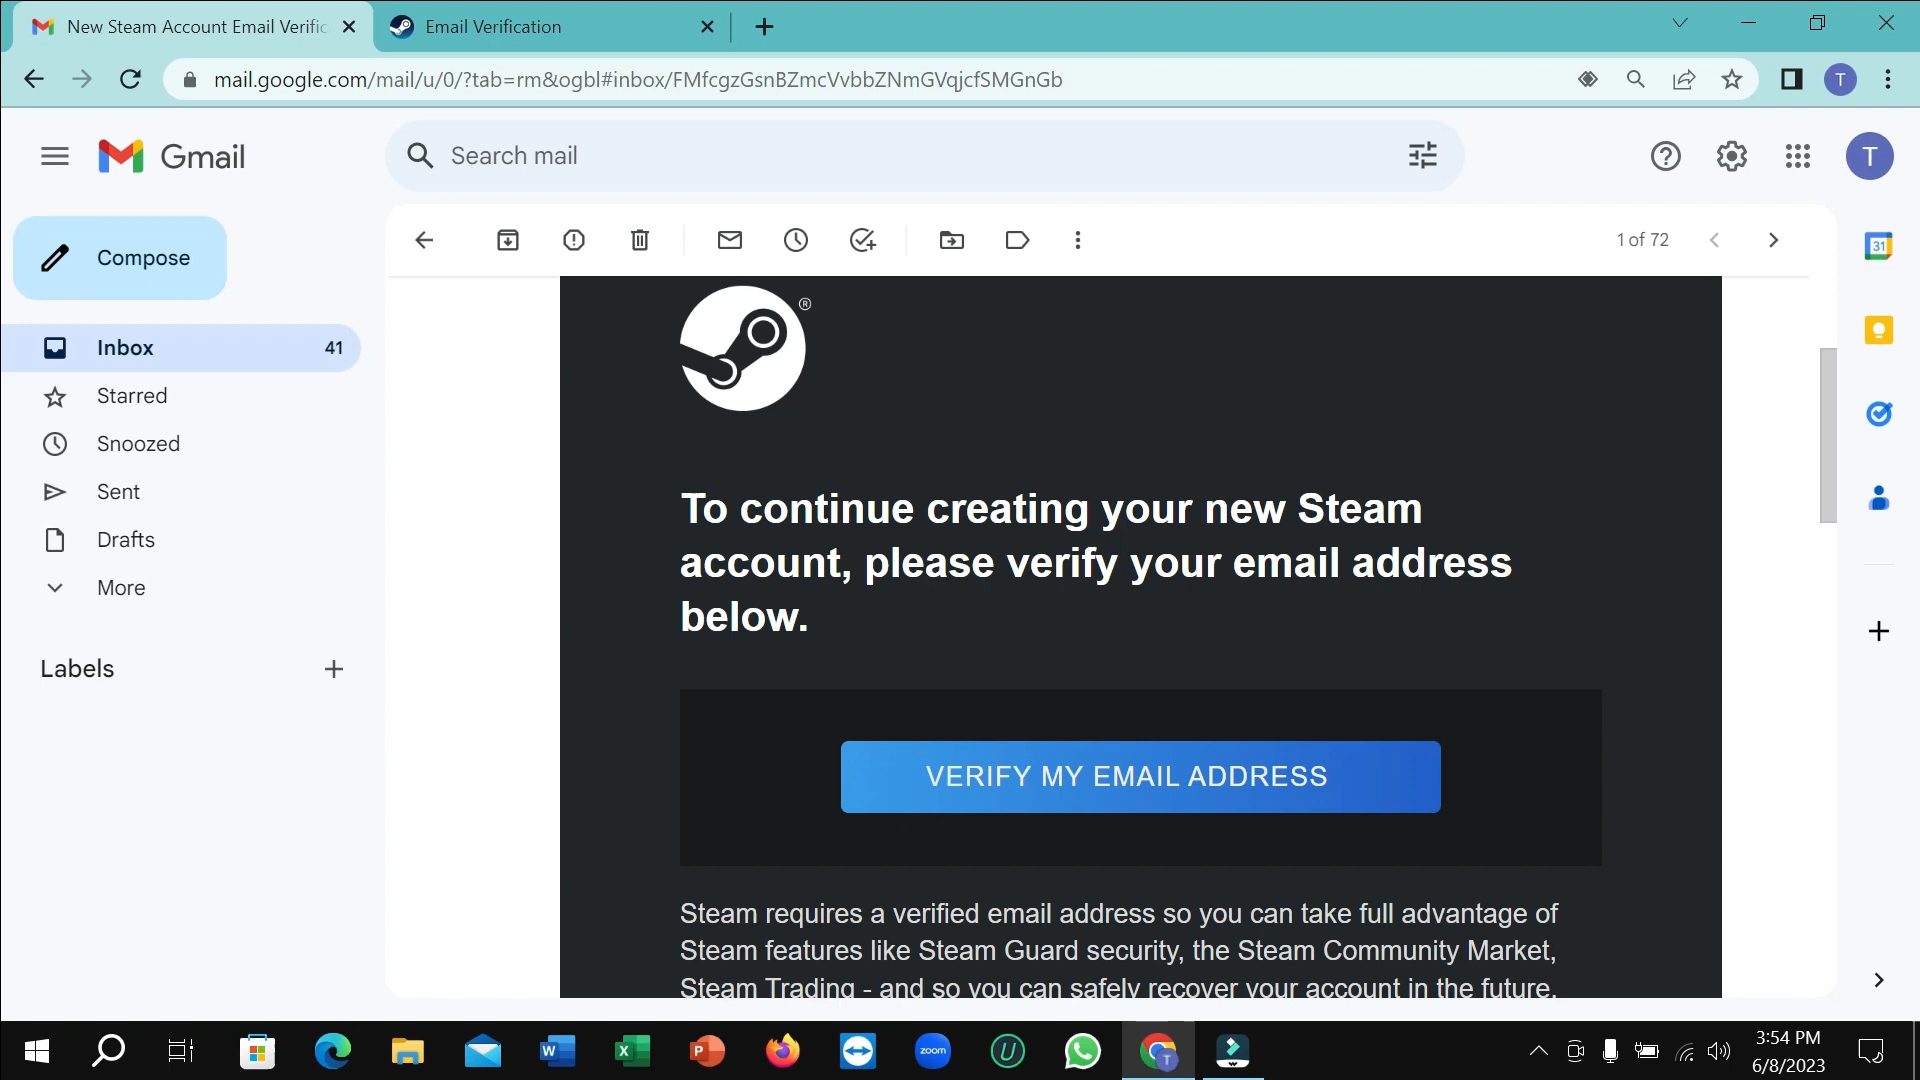 New Steam Account Email Verific
Email Verification
mail.google.com/mail/u/0/?tab=rm&ogbl#inbox/FMfcgzGsnBZmcVvbbZNmGVqjcfSMGnGb
T
Gmail
Search mail
T
Compose
1 of 72
31
Inbox 41
Starred
Snoozed
Sent
Drafts
More
Labels
®
To continue creating your new Steam
account, please verify your email address
below.
VERIFY MY EMAIL ADDRESS
Steam requires a verified email address so you can take full advantage of
Steam features like Steam Guard security, the Steam Community Market,
Steam Trading - and so you can safely recover your account in the future.
W
X
P
zoom
U
T
3:54 PM
6/8/2023